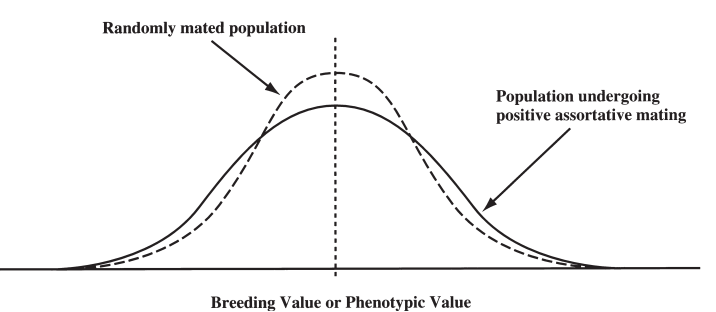 Randomly mated population
Population undergoing
positive assortative mating
Breeding Value or Phenotypic Value